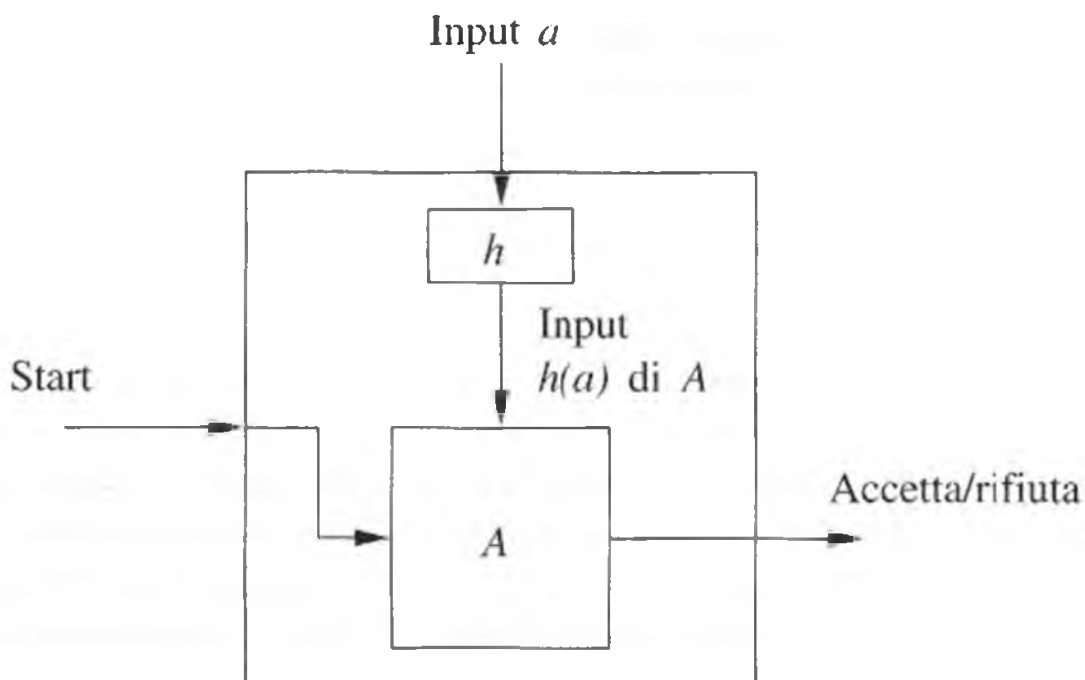 Input a
h
Input
h(a) di A
Start
Accetta/rifiuta
A